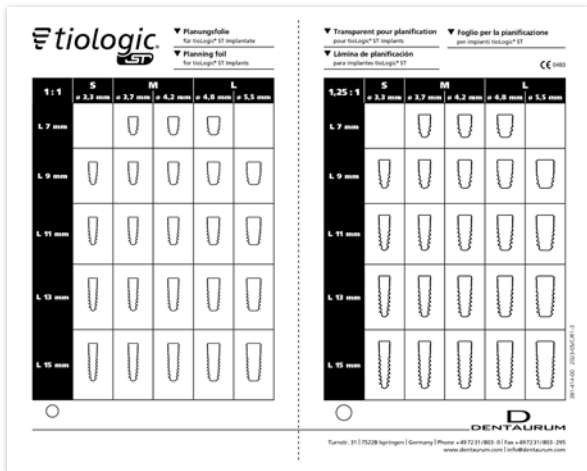 tiologic®
ST
▼ Planungsfolie
für tioLogic® ST Implantate
▼ Planning foil
for tioLogic® ST Implants
▼ Transparent pour planification
pour tioLogic® ST implants
▼ Lámina de planificación
para implantes tioLogic® ST
▼ Foglio per la pianificazione
per impianti tioLogic® ST
CE 0483
1:1
S M L
ø 3,3 mm ø 3,7 mm ø 4,2 mm ø 4,8 mm ø 5,5 mm
L 7 mm
L 9 mm
L 11 mm
L 13 mm
L 15 mm
1,25:1
S M L
ø 3,3 mm ø 3,7 mm ø 4,2 mm ø 4,8 mm ø 5,5 mm
L 7 mm
L 9 mm
L 11 mm
L 13 mm
L 15 mm
D
DENTAURUM
Turnstr. 31 | 75228 Ispringen | Germany | Phone +49 72 31 / 803 - 0 | Fax +49 72 31 / 803 - 295
www.dentaurum.com | info@dentaurum.com